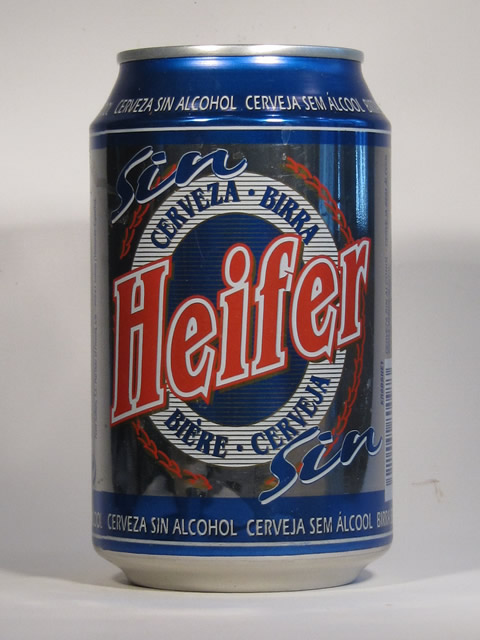 CERVEZA SIN ALCOHOL CERVEJA SEM ÁLCOOL
Sin
CERVEZA · BIRRA
Heifer
BIÈRE · CERVEJA
Sin
CERVEZA SIN ALCOHOL CERVEJA SEM ÁLCOOL